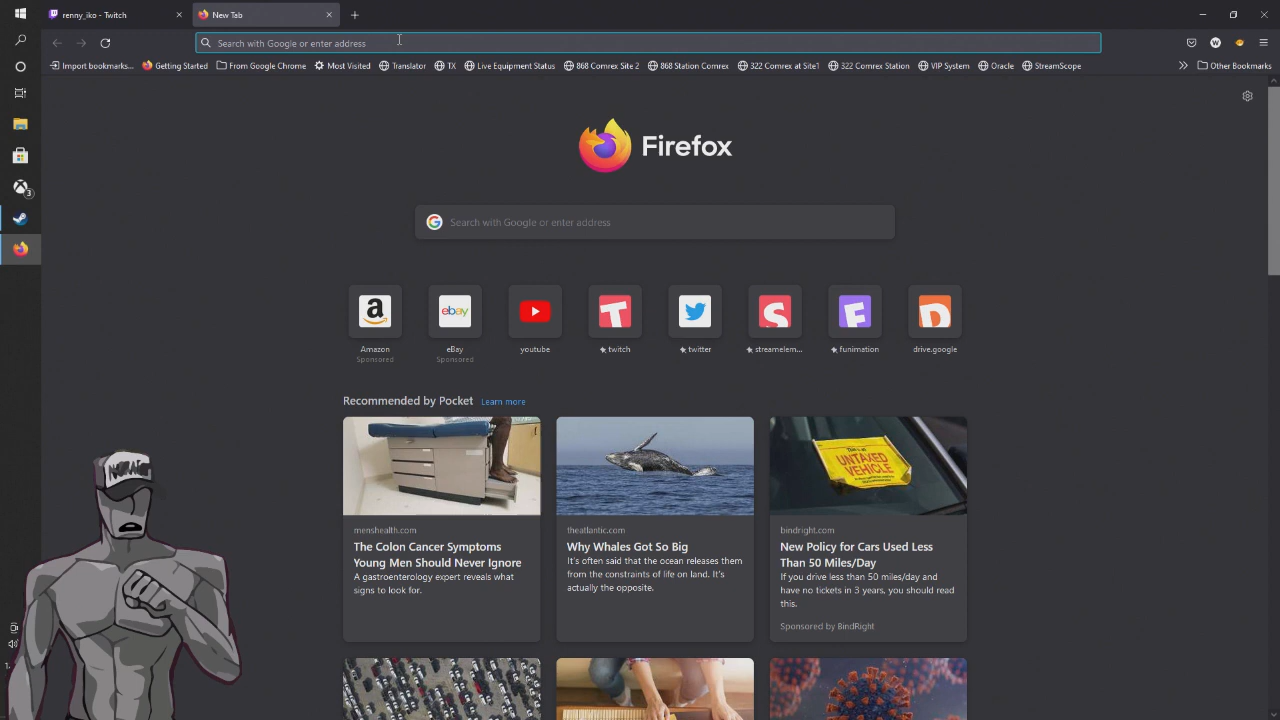 renny_iko - Twitch
New Tab
Search with Google or enter address
Import bookmarks... Getting Started From Google Chrome Most Visited Translator TX Live Equipment Status 868 Comrex Site 2 868 Station Comrex 322 Comrex at Site1 322 Comrex Station VIP System Oracle StreamScope Other Bookmarks
Firefox
Search with Google or enter address
Amazon
Sponsored
eBay
Sponsored
youtube
twitch
twitter
streamelem...
funimation
drive.google
Recommended by Pocket Learn more
menshealth.com
The Colon Cancer Symptoms
Young Men Should Never Ignore
A gastroenterology expert reveals what
signs to look for.
theatlantic.com
Why Whales Got So Big
It's often said that the ocean releases them
from the constraints of life on land. It's
actually the opposite.
UNTAXED
VEHICLE
bindright.com
New Policy for Cars Used Less
Than 50 Miles/Day
If you drive less than 50 miles/day and
have no tickets in 3 years, you should read
this.
Sponsored by BindRight